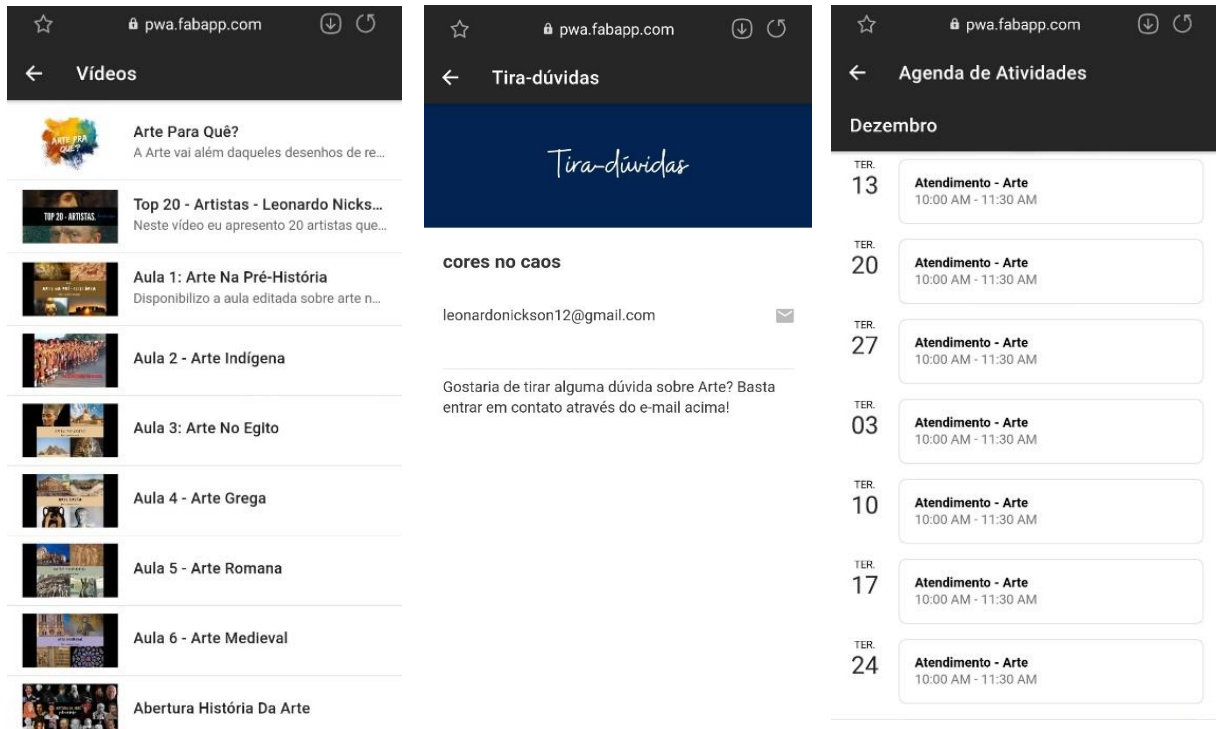 pwa.fabapp.com
Vídeos
ARTE PRA
QUÊ?
Arte Para Quê?
A Arte vai além daqueles desenhos de re...
TOP 20 - ARTISTAS.
Top 20 - Artistas - Leonardo Nicks...
Neste vídeo eu apresento 20 artistas que...
Aula 1: Arte Na Pré-História
Disponibilizo a aula editada sobre arte n...
Aula 2 - Arte Indígena
Aula 3: Arte No Egito
Aula 4 - Arte Grega
Aula 5 - Arte Romana
Aula 6 - Arte Medieval
Abertura História Da Arte
pwa.fabapp.com
Tira-dúvidas
Tira-dúvidas
cores no caos
leonardonickson12@gmail.com
Gostaria de tirar alguma dúvida sobre Arte? Basta
entrar em contato através do e-mail acima!
pwa.fabapp.com
Agenda de Atividades
Dezembro
TER.
13
Atendimento - Arte
10:00 AM - 11:30 AM
TER.
20
Atendimento - Arte
10:00 AM - 11:30 AM
TER.
27
Atendimento - Arte
10:00 AM - 11:30 AM
TER.
03
Atendimento - Arte
10:00 AM - 11:30 AM
TER.
10
Atendimento - Arte
10:00 AM - 11:30 AM
TER.
17
Atendimento - Arte
10:00 AM - 11:30 AM
TER.
24
Atendimento - Arte
10:00 AM - 11:30 AM